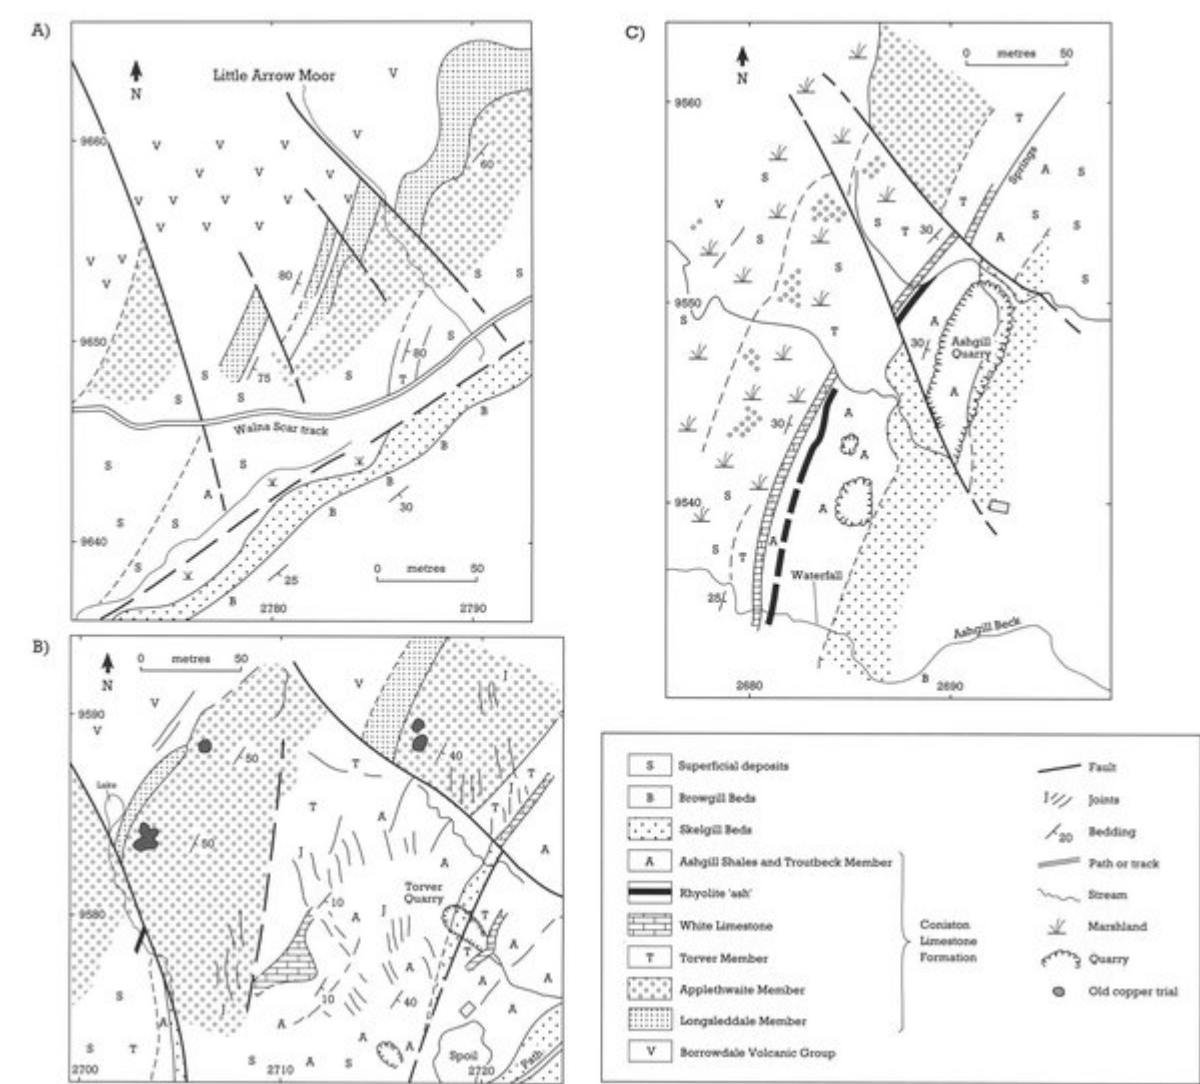 A)
N
Little Arrow Moor
V
9660
V
V V V
V V V
V V V V V
V V V V
V V
V
60
80
S S
9650
S
80
75
S
S
T
S
S
B
Walna Scar track
S
S
B
B
A
30
S
S
B
9640
S
25
0 metres 50
B
2780
2790
B)
N
0 metres 50
V
J
9590
V
V
50
40
Lake
T
T
T
J
T
A
50
J
A
A
Torver
Quarry
10
9580
J
J
A
T
A
T
A
S
A
10
40
J
A
A
A
A
S T
S A S
Spoil
Path
2700
2710
2720
C)
N
0 metres 50
9560
T
Springs
A S
S
V
T
S
T
30
S
S
A
S
S
S
9550
S
T
A
30
Ashgill
Quarry
A
A
30
A
9540
S
A
S
T
A
Waterfall
25
Ashgill Beck
B
2680
2690
S Superficial deposits
B Browgill Beds
Skelgill Beds
A Ashgill Shales and Troutbeck Member
Rhyolite 'ash'
White Limestone
T Torver Member
Applethwaite Member
Longsleddale Member
V Borrowdale Volcanic Group
Coniston
Limestone
Formation
Fault
J Joints
20 Bedding
Path or track
Stream
Marshland
Quarry
Old copper trial